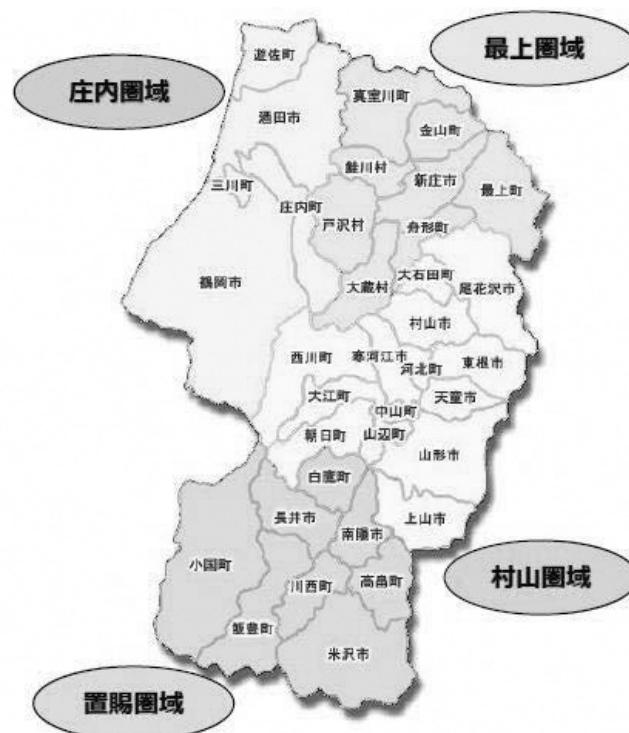 最上圏域
庄内圏域
遊佐町
真室川町
酒田市
金山町
鮭川村
新庄市
最上町
三川町
庄内町
戸沢村
舟形町
大石田町
鶴岡市
大蔵村
尾花沢市
村山市
西川町
寒河江市
河北町
東根市
大江町
天童市
中山町
朝日町
山辺町
山形市
白鷹町
長井市
南陽市
上山市
小国町
川西町
高畠町
村山圏域
飯豊町
米沢市
置賜圏域